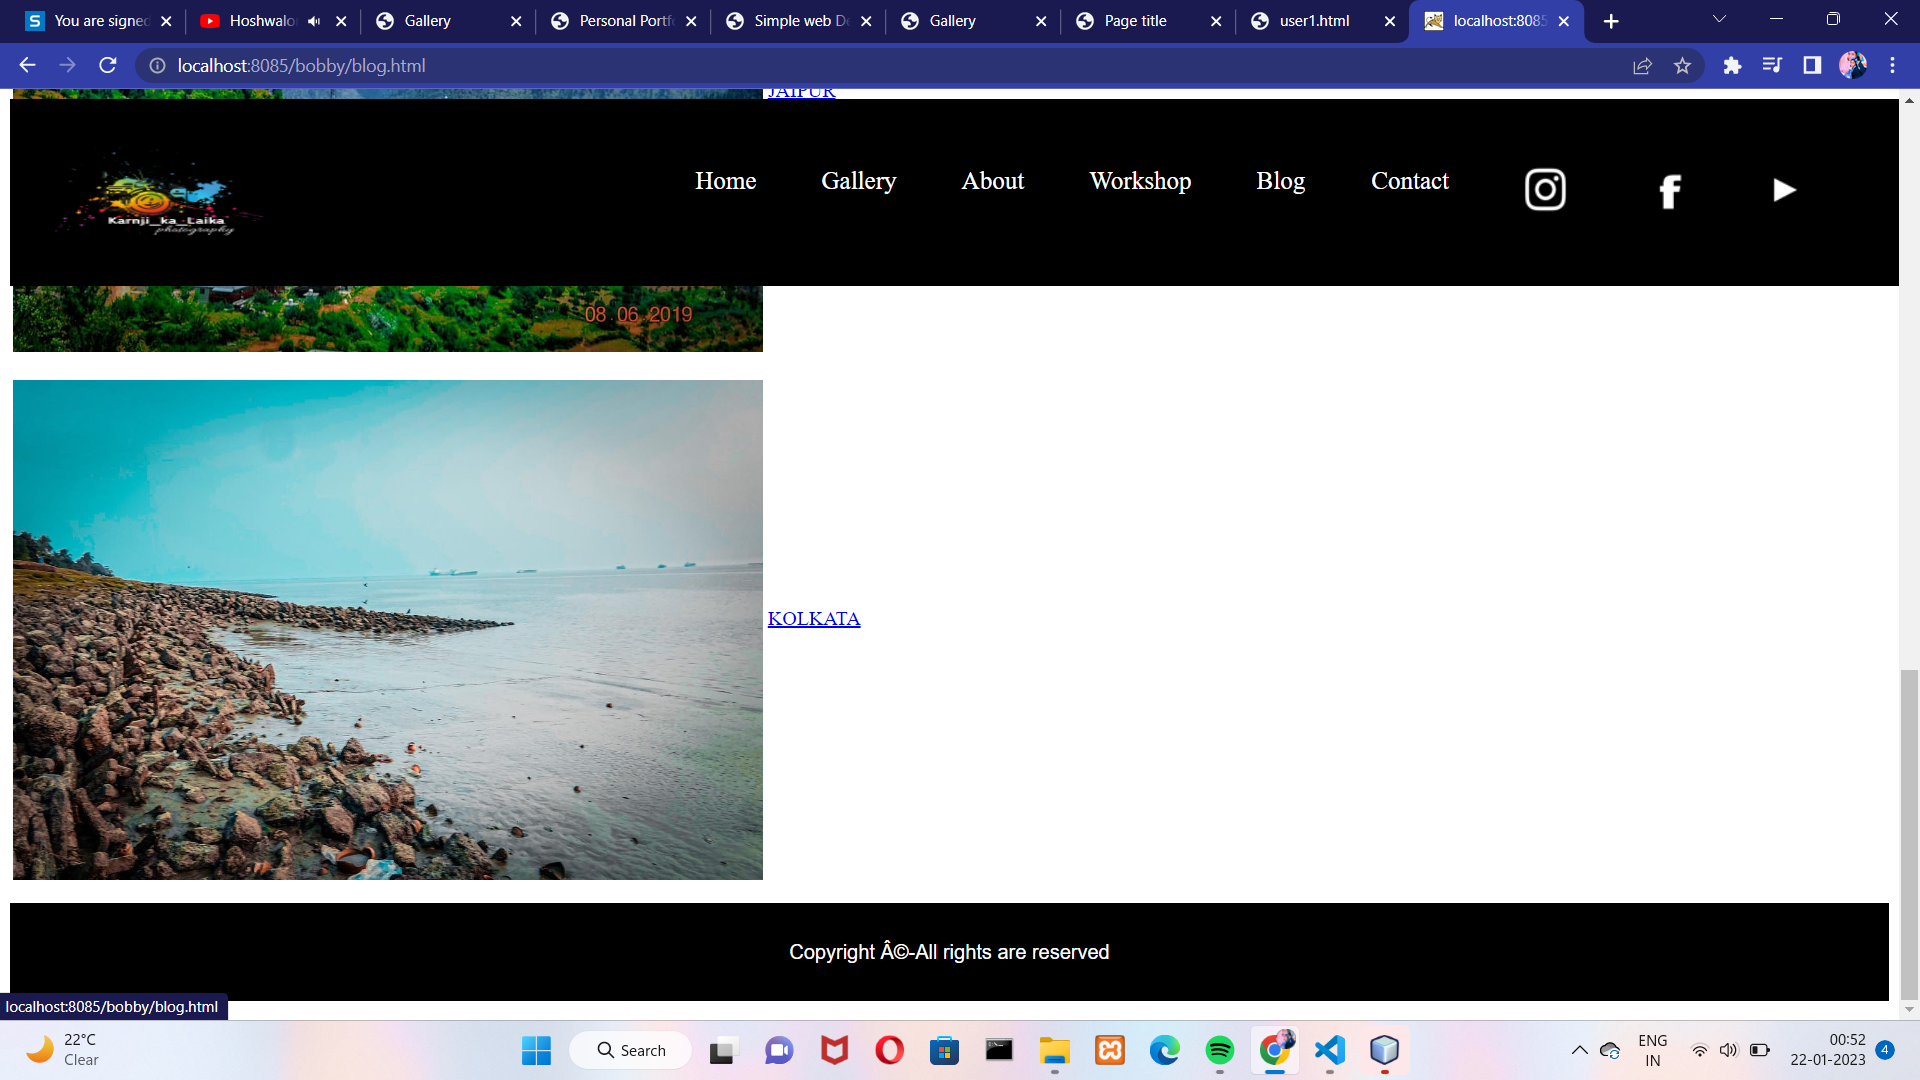 You are signed
Hoshwalo
Gallery
Personal Portfo
Simple web De
Gallery
Page title
user1.html
localhost:8085
localhost:8085/bobby/blog.html
JAIPUR
Karnji_ka_Laika
photography
Home Gallery About Workshop Blog Contact
08.06.2019
KOLKATA
Copyright Â©-All rights are reserved
localhost:8085/bobby/blog.html
22°C
Clear
Search
ENG
IN
00:52
22-01-2023
4